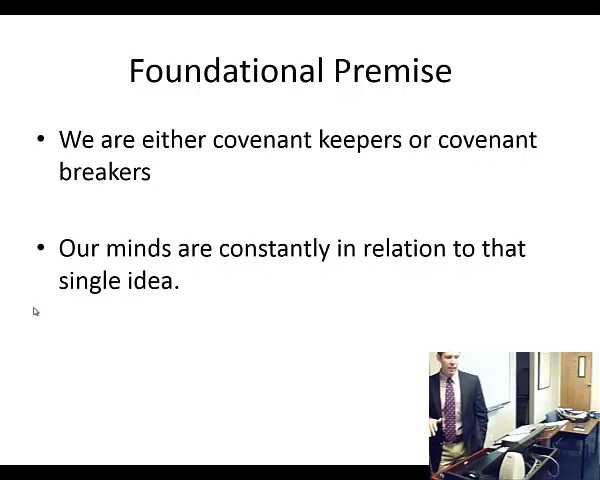 Foundational Premise
• We are either covenant keepers or covenant
breakers
• Our minds are constantly in relation to that
single idea.